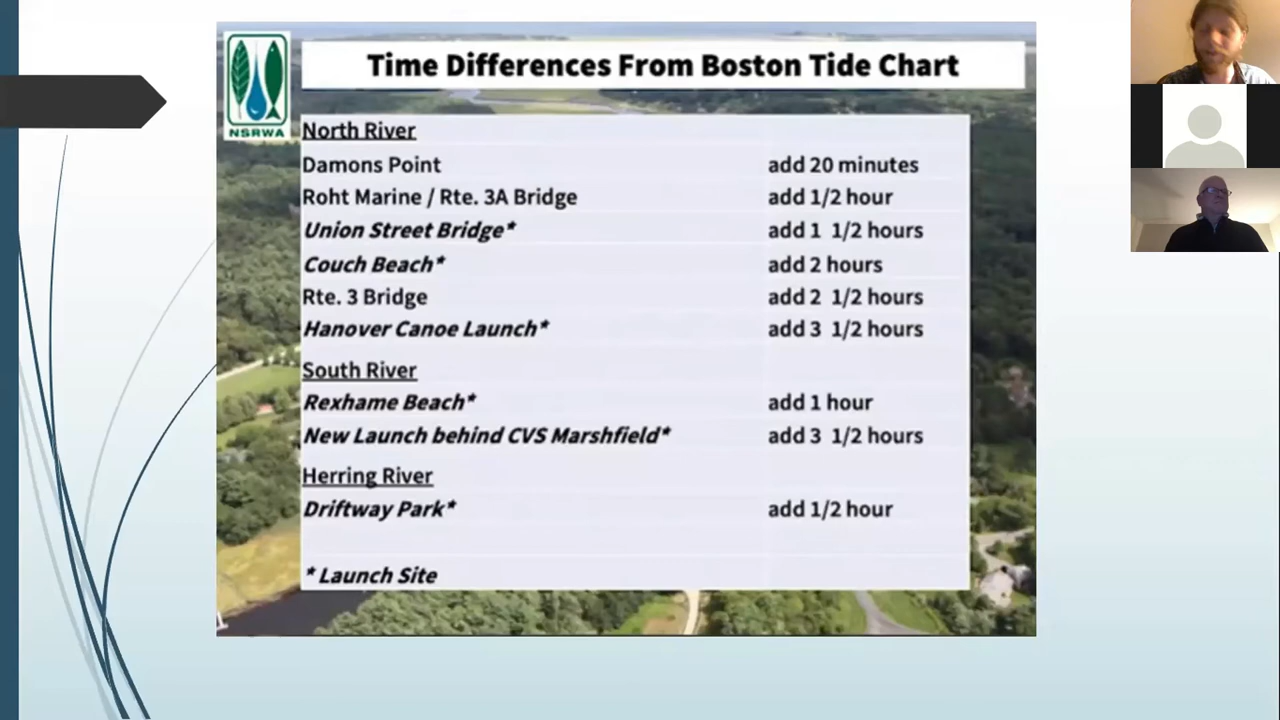 Time Differences From Boston Tide Chart
NSRWA
North River
Damons Point add 20 minutes
Roht Marine / Rte. 3A Bridge add 1/2 hour
Union Street Bridge* add 1 1/2 hours
Couch Beach* add 2 hours
Rte. 3 Bridge add 2 1/2 hours
Hanover Canoe Launch* add 3 1/2 hours
South River
Rexhame Beach* add 1 hour
New Launch behind CVS Marshfield* add 3 1/2 hours
Herring River
Driftway Park* add 1/2 hour
* Launch Site